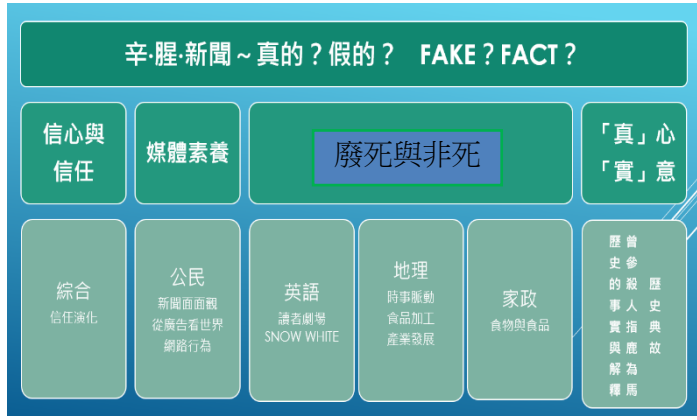 辛‧腥‧新聞~真的?假的? FAKE?FACT?
信心與
信任
媒體素養
廢死與非死
「真」心
「實」意
綜合
信任演化
公民
新聞面面觀
從廣告看世界
網路行為
英語
讀者劇場
SNOW WHITE
地理
時事脈動
食品加工
產業發展
家政
食物與食品
歷史典故
曾參殺人指鹿為馬
歷史的事實與解釋